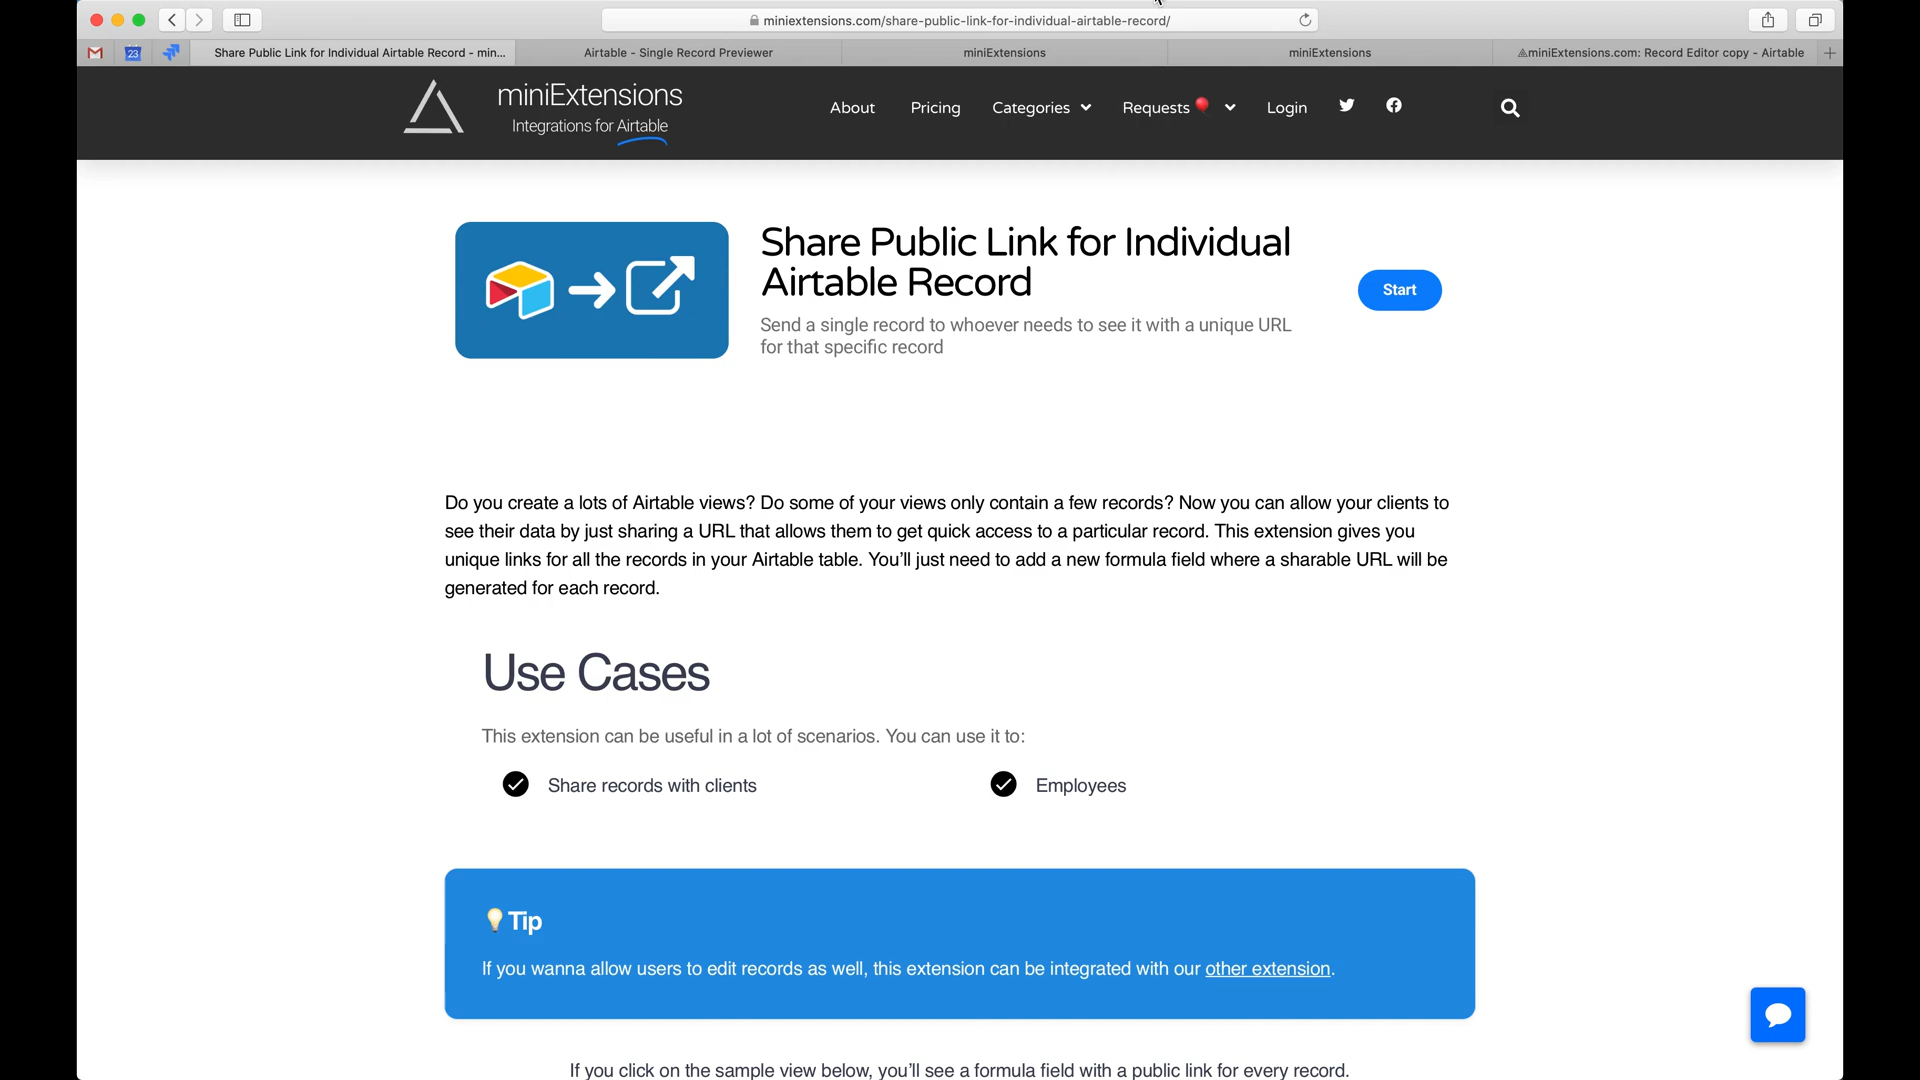 miniextensions.com/share-public-link-for-individual-airtable-record/
23
Share Public Link for Individual Airtable Record - min...
Airtable - Single Record Previewer
miniExtensions
miniExtensions
miniExtensions.com: Record Editor copy - Airtable
miniExtensions
Integrations for Airtable
About
Pricing
Categories
Requests
Login
Share Public Link for Individual
Airtable Record
Send a single record to whoever needs to see it with a unique URL
for that specific record
Start
Do you create a lots of Airtable views? Do some of your views only contain a few records? Now you can allow your clients to
see their data by just sharing a URL that allows them to get quick access to a particular record. This extension gives you
unique links for all the records in your Airtable table. You’ll just need to add a new formula field where a sharable URL will be
generated for each record.
Use Cases
This extension can be useful in a lot of scenarios. You can use it to:
Share records with clients
Employees
Tip
If you wanna allow users to edit records as well, this extension can be integrated with our other extension.
If you click on the sample view below, you’ll see a formula field with a public link for every record.